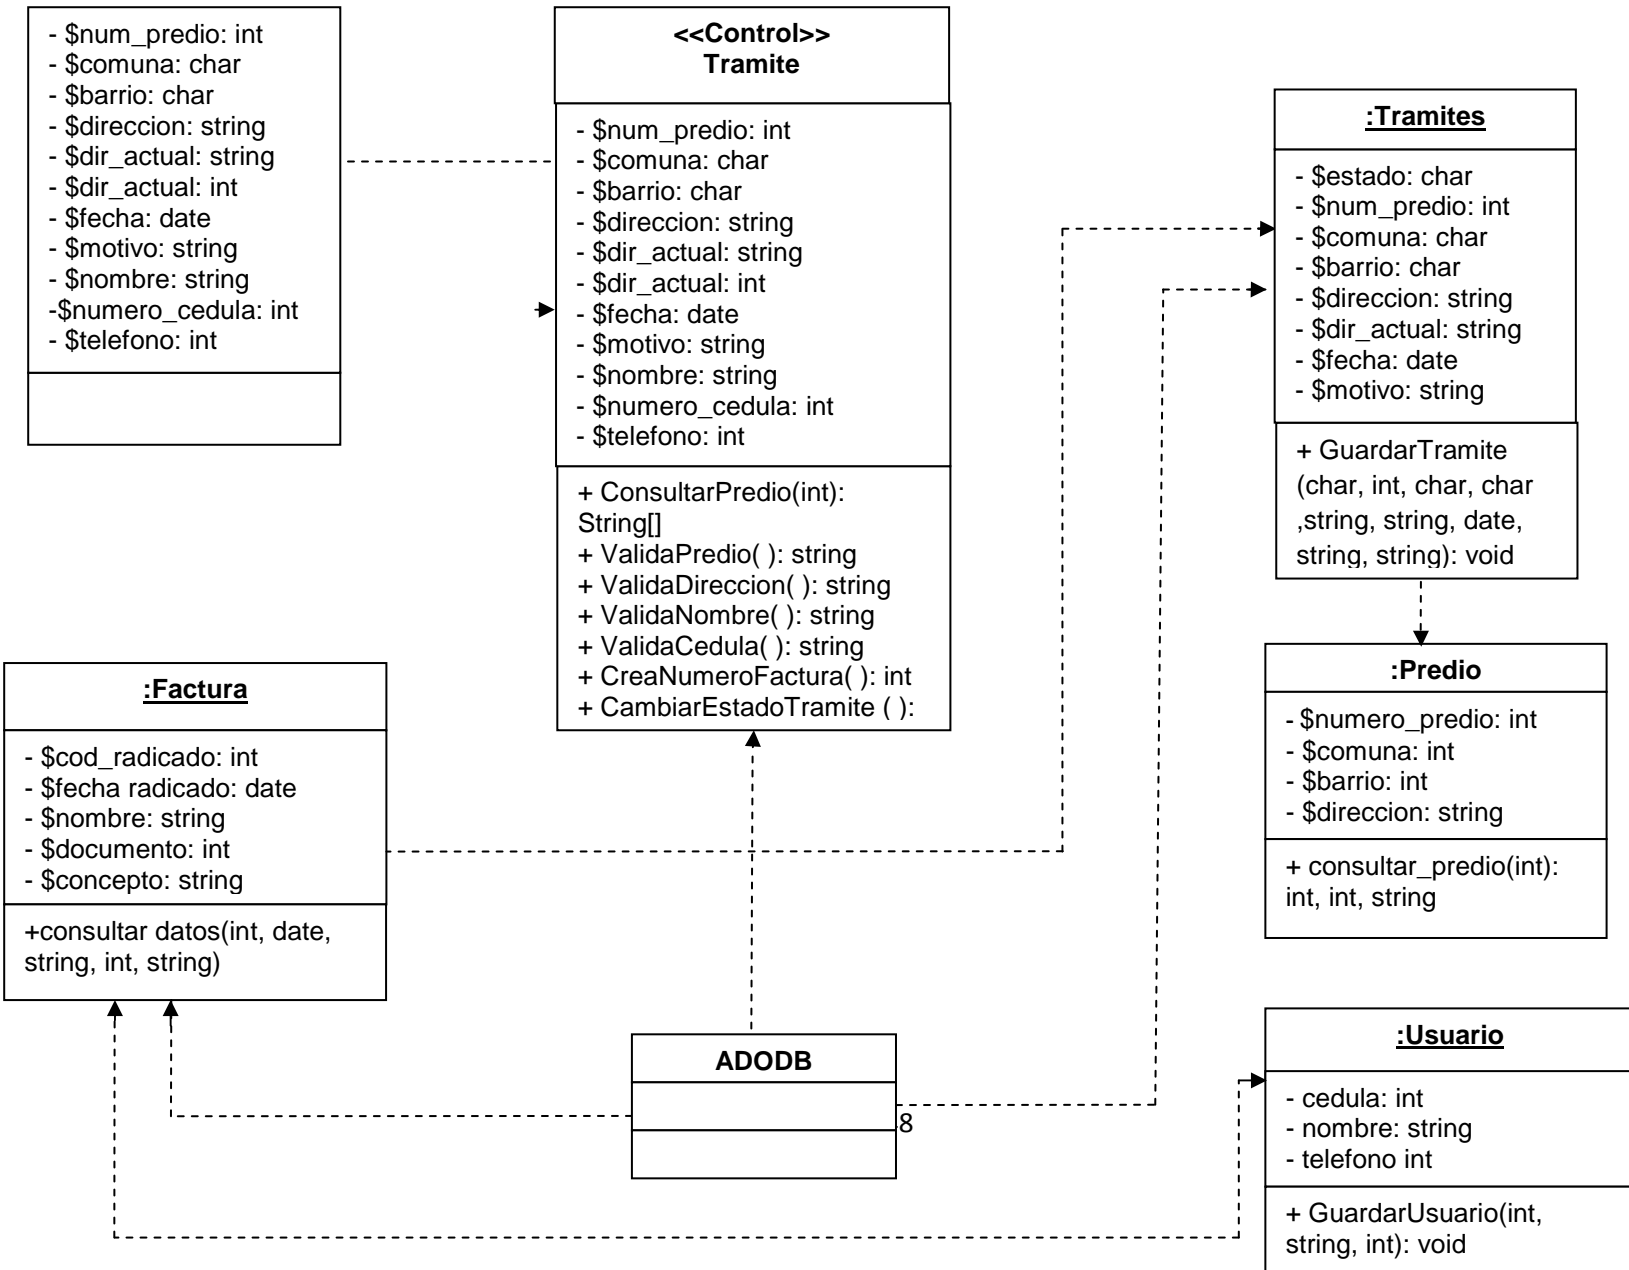 - $num_predio: int
- $comuna: char
- $barrio: char
- $direccion: string
- $dir_actual: string
- $dir_actual: int
- $fecha: date
- $motivo: string
- $nombre: string
-$numero_cedula: int
- $telefono: int
<<Control>>
Tramite
- $num_predio: int
- $comuna: char
- $barrio: char
- $direccion: string
- $dir_actual: string
- $dir_actual: int
- $fecha: date
- $motivo: string
- $nombre: string
- $numero_cedula: int
- $telefono: int
+ ConsultarPredio(int):
String[]
+ ValidaPredio( ): string
+ ValidaDireccion( ): string
+ ValidaNombre( ): string
+ ValidaCedula( ): string
+ CreaNumeroFactura( ): int
+ CambiarEstadoTramite ( ):
:Tramites
- $estado: char
- $num_predio: int
- $comuna: char
- $barrio: char
- $direccion: string
- $dir_actual: string
- $fecha: date
- $motivo: string
+ GuardarTramite
(char, int, char, char
,string, string, date,
string, string): void
:Predio
- $numero_predio: int
- $comuna: int
- $barrio: int
- $direccion: string
+ consultar_predio(int):
int, int, string
:Factura
- $cod_radicado: int
- $fecha radicado: date
- $nombre: string
- $documento: int
- $concepto: string
+consultar datos(int, date,
string, int, string)
ADODB
8
:Usuario
- cedula: int
- nombre: string
- telefono int
+ GuardarUsuario(int,
string, int): void